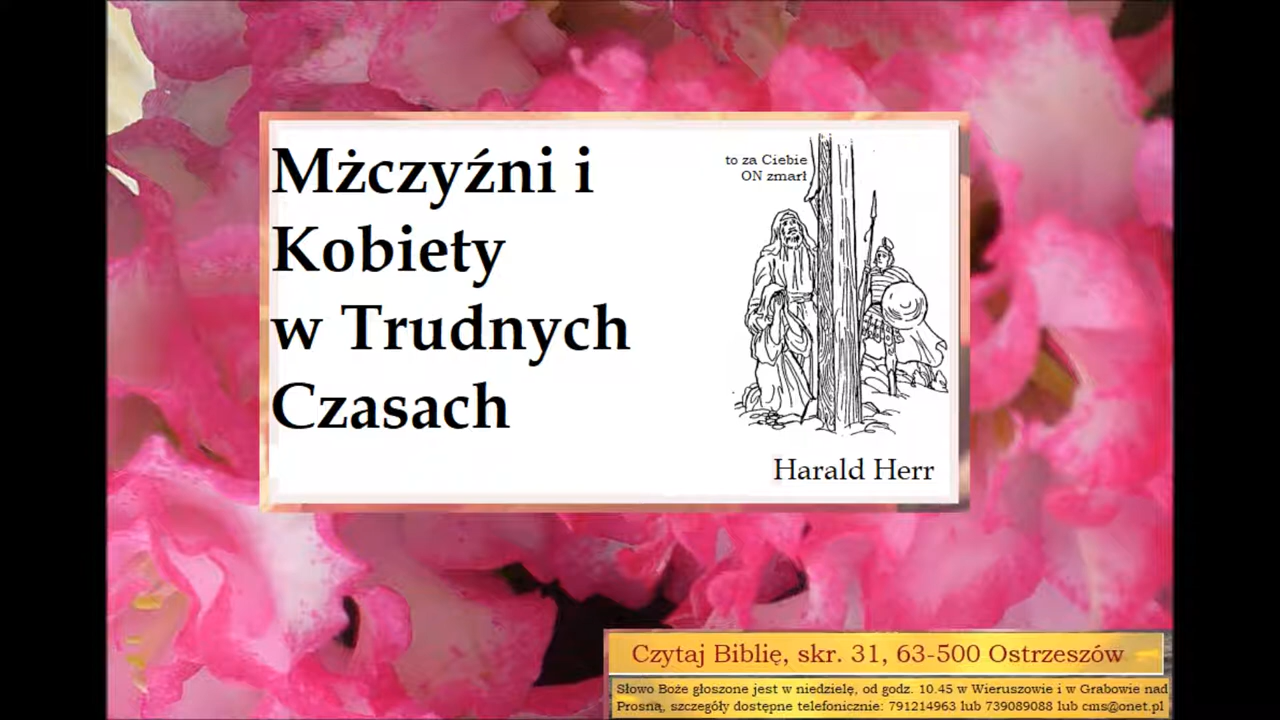 Mżczyźni i
Kobiety
w Trudnych
Czasach
to za Ciebie
ON zmarł
Harald Herr
Czytaj Biblię, skr. 31, 63-500 Ostrzeszów
Słowo Boże głoszone jest w niedzielę, od godz. 10.45 w Wieruszowie i w Grabowie nad
Prosną, szczegóły dostępne telefonicznie: 791214963 lub 739089088 lub cms@onet.pl